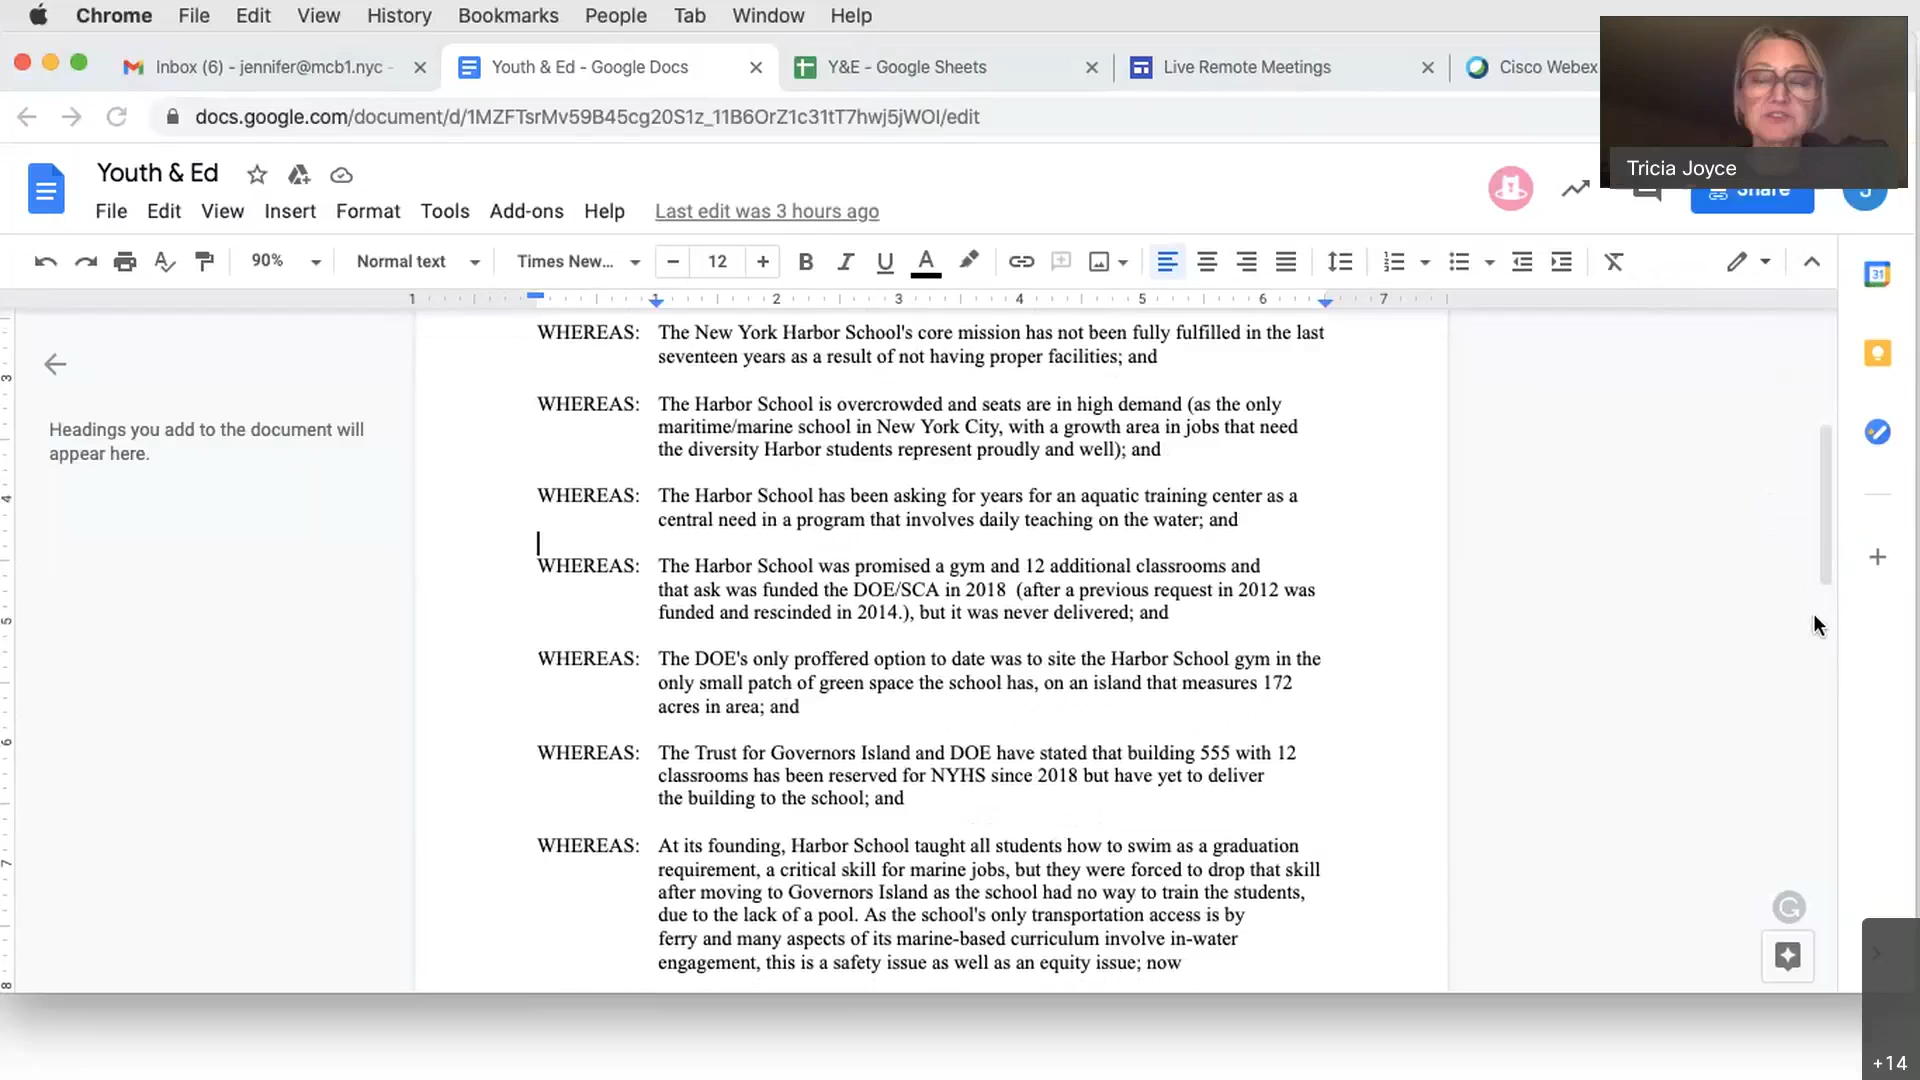 Chrome File Edit View History Bookmarks People Tab Window Help
Inbox (6) - jennifer@mcb1.nyc - Youth & Ed - Google Docs Y&E - Google Sheets Live Remote Meetings Cisco Webex
docs.google.com/document/d/1MZFTsrMv59B45cg20S1z_11B6OrZ1c31tT7hwj5jWOI/edit
Tricia Joyce
Youth & Ed
Share
File Edit View Insert Format Tools Add-ons Help Last edit was 3 hours ago
90% Normal text Times New... 12
1 1 2 3 4 5 6 7
31
WHEREAS: The New York Harbor School's core mission has not been fully fulfilled in the last
seventeen years as a result of not having proper facilities; and
WHEREAS: The Harbor School is overcrowded and seats are in high demand (as the only
maritime/marine school in New York City, with a growth area in jobs that need
the diversity Harbor students represent proudly and well); and
Headings you add to the document will
appear here.
WHEREAS: The Harbor School has been asking for years for an aquatic training center as a
central need in a program that involves daily teaching on the water; and
WHEREAS: The Harbor School was promised a gym and 12 additional classrooms and
that ask was funded the DOE/SCA in 2018 (after a previous request in 2012 was
funded and rescinded in 2014.), but it was never delivered; and
WHEREAS: The DOE's only proffered option to date was to site the Harbor School gym in the
only small patch of green space the school has, on an island that measures 172
acres in area; and
WHEREAS: The Trust for Governors Island and DOE have stated that building 555 with 12
classrooms has been reserved for NYHS since 2018 but have yet to deliver
the building to the school; and
WHEREAS: At its founding, Harbor School taught all students how to swim as a graduation
requirement, a critical skill for marine jobs, but they were forced to drop that skill
after moving to Governors Island as the school had no way to train the students,
due to the lack of a pool. As the school's only transportation access is by
ferry and many aspects of its marine-based curriculum involve in-water
engagement, this is a safety issue as well as an equity issue; now
3
4
5
6
7
8
+14